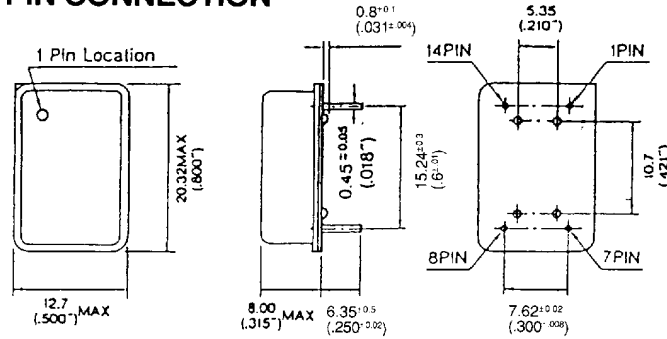 PIN CONNECTION
1 Pin Location
20.32MAX
(.800")
12.7 MAX
(.500")
0.8±0.1
(.031±.004)
0.45±0.05
(.018")
15.24±0.3
(.6±.01)
8.00 MAX
(.315")
6.35±0.5
(.250±0.02)
5.35
(.210")
14PIN
1PIN
10.7
(.421")
8PIN
7PIN
7.62±0.02
(.300±.008)